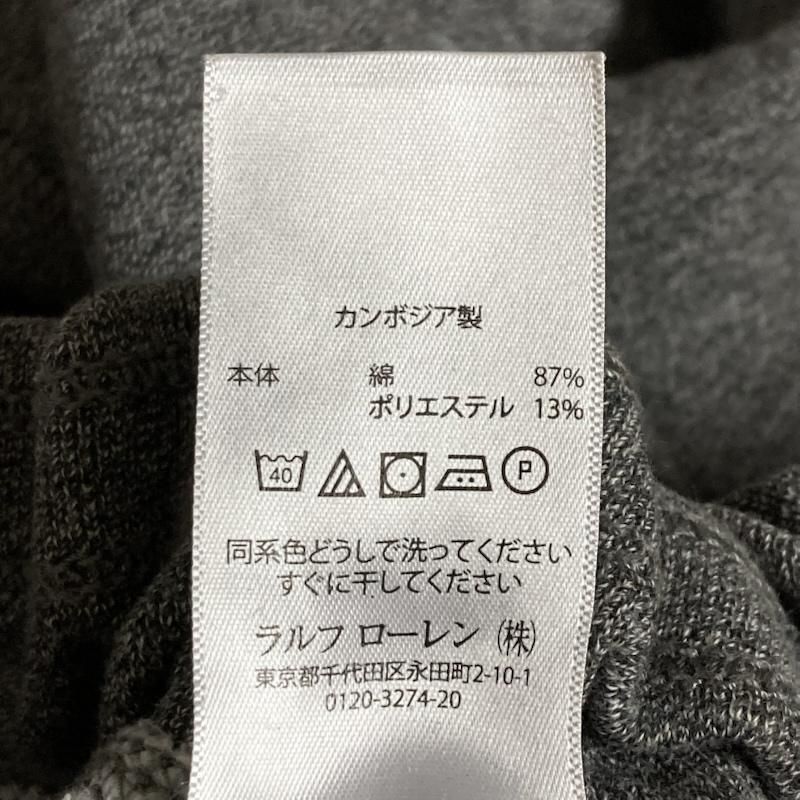 カンボジア製
本体 綿 87%
ポリエステル 13%
40 P
同系色どうしで洗ってください
すぐに干してください
ラルフ ローレン (株)
東京都千代田区永田町2-10-1
0120-3274-20